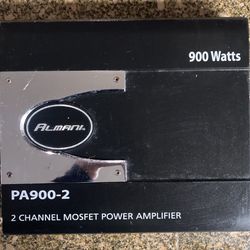 900 Watts
ALMANI
PA900-2
2 CHANNEL MOSFET POWER AMPLIFIER